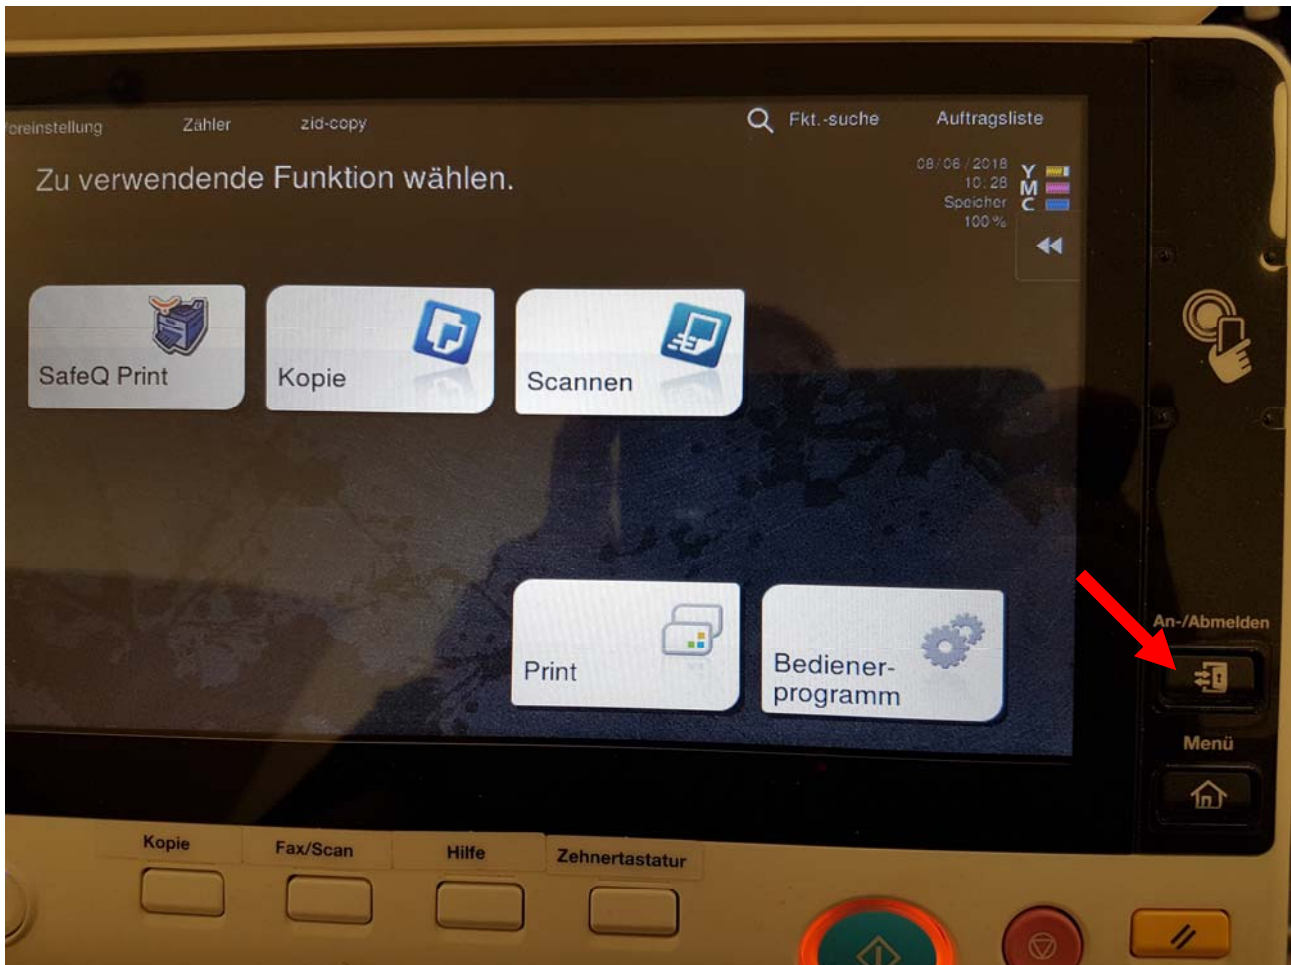 Zähler zid-copy Fkt.-suche Auftragsliste
Zu verwendende Funktion wählen.
08/06/2018
10:28
Speicher
100 %
Y
M
C
SafeQ Print
Kopie
Scannen
Print
Bediener-
programm
An-/Abmelden
Menü
Kopie
Fax/Scan
Hilfe
Zehnertastatur